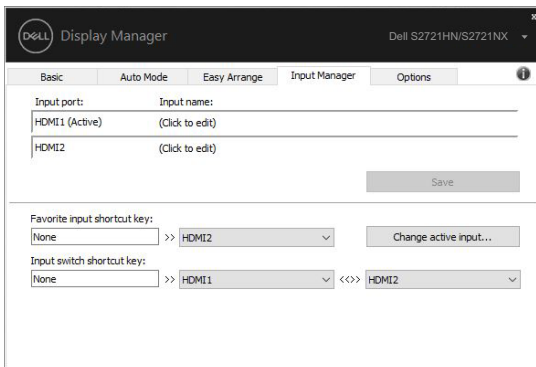 DELL Display Manager Dell S2721HN/S2721NX
Basic Auto Mode Easy Arrange Input Manager Options
Input port: Input name:
HDMI1 (Active) (Click to edit)
HDMI2 (Click to edit)
Save
Favorite input shortcut key:
None >> HDMI2 Change active input...
Input switch shortcut key:
None >> HDMI1 <<>> HDMI2